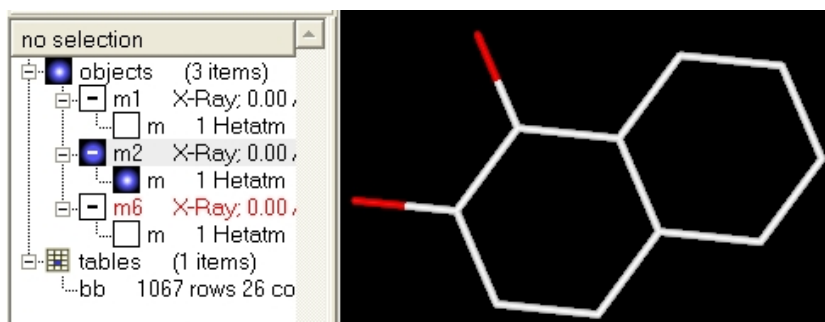 no selection
objects (3 items)
m1 X-Ray; 0.00
m 1 Hetatm
m2 X-Ray; 0.00
m 1 Hetatm
m6 X-Ray; 0.00
m 1 Hetatm
tables (1 items)
bb 1067 rows 26 co